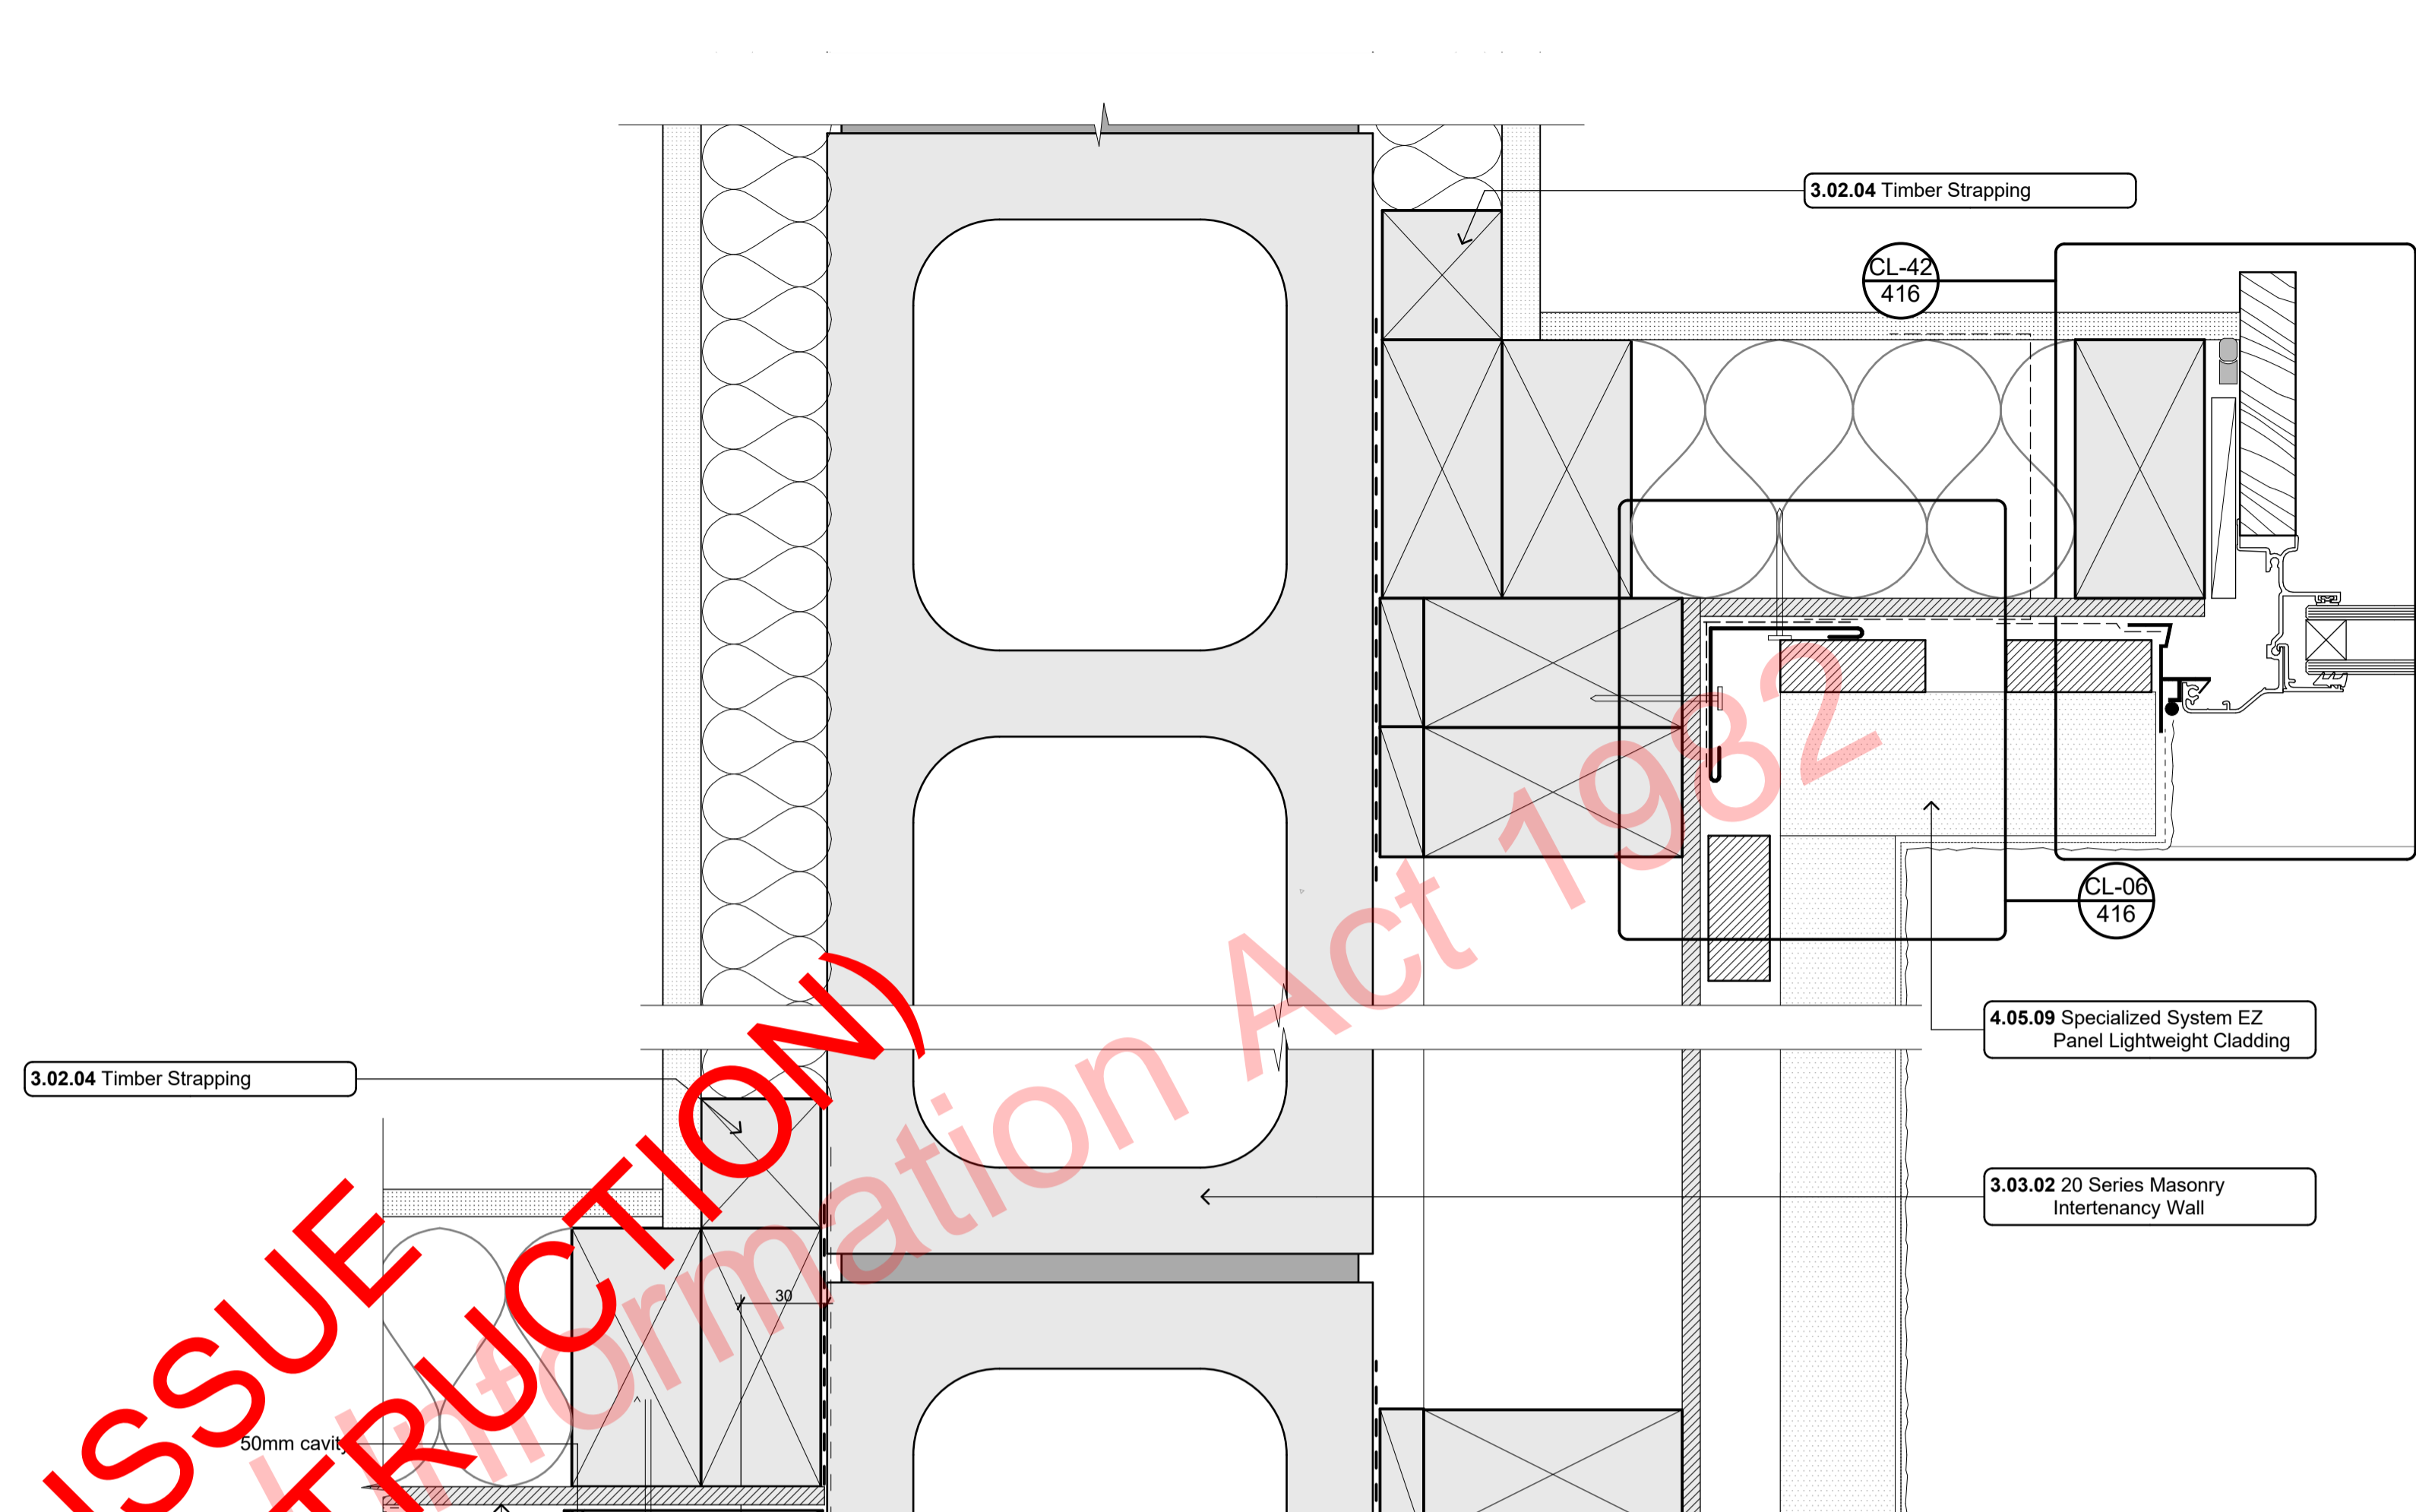 3.02.04 Timber Strapping
CL-42
416
CL-06
416
4.05.09 Specialized System EZ
Panel Lightweight Cladding
3.02.04 Timber Strapping
3.03.02 20 Series Masonry
Intertenancy Wall
30
50mm cavity
ISSUE
TRUCTION)
Information Act 1982